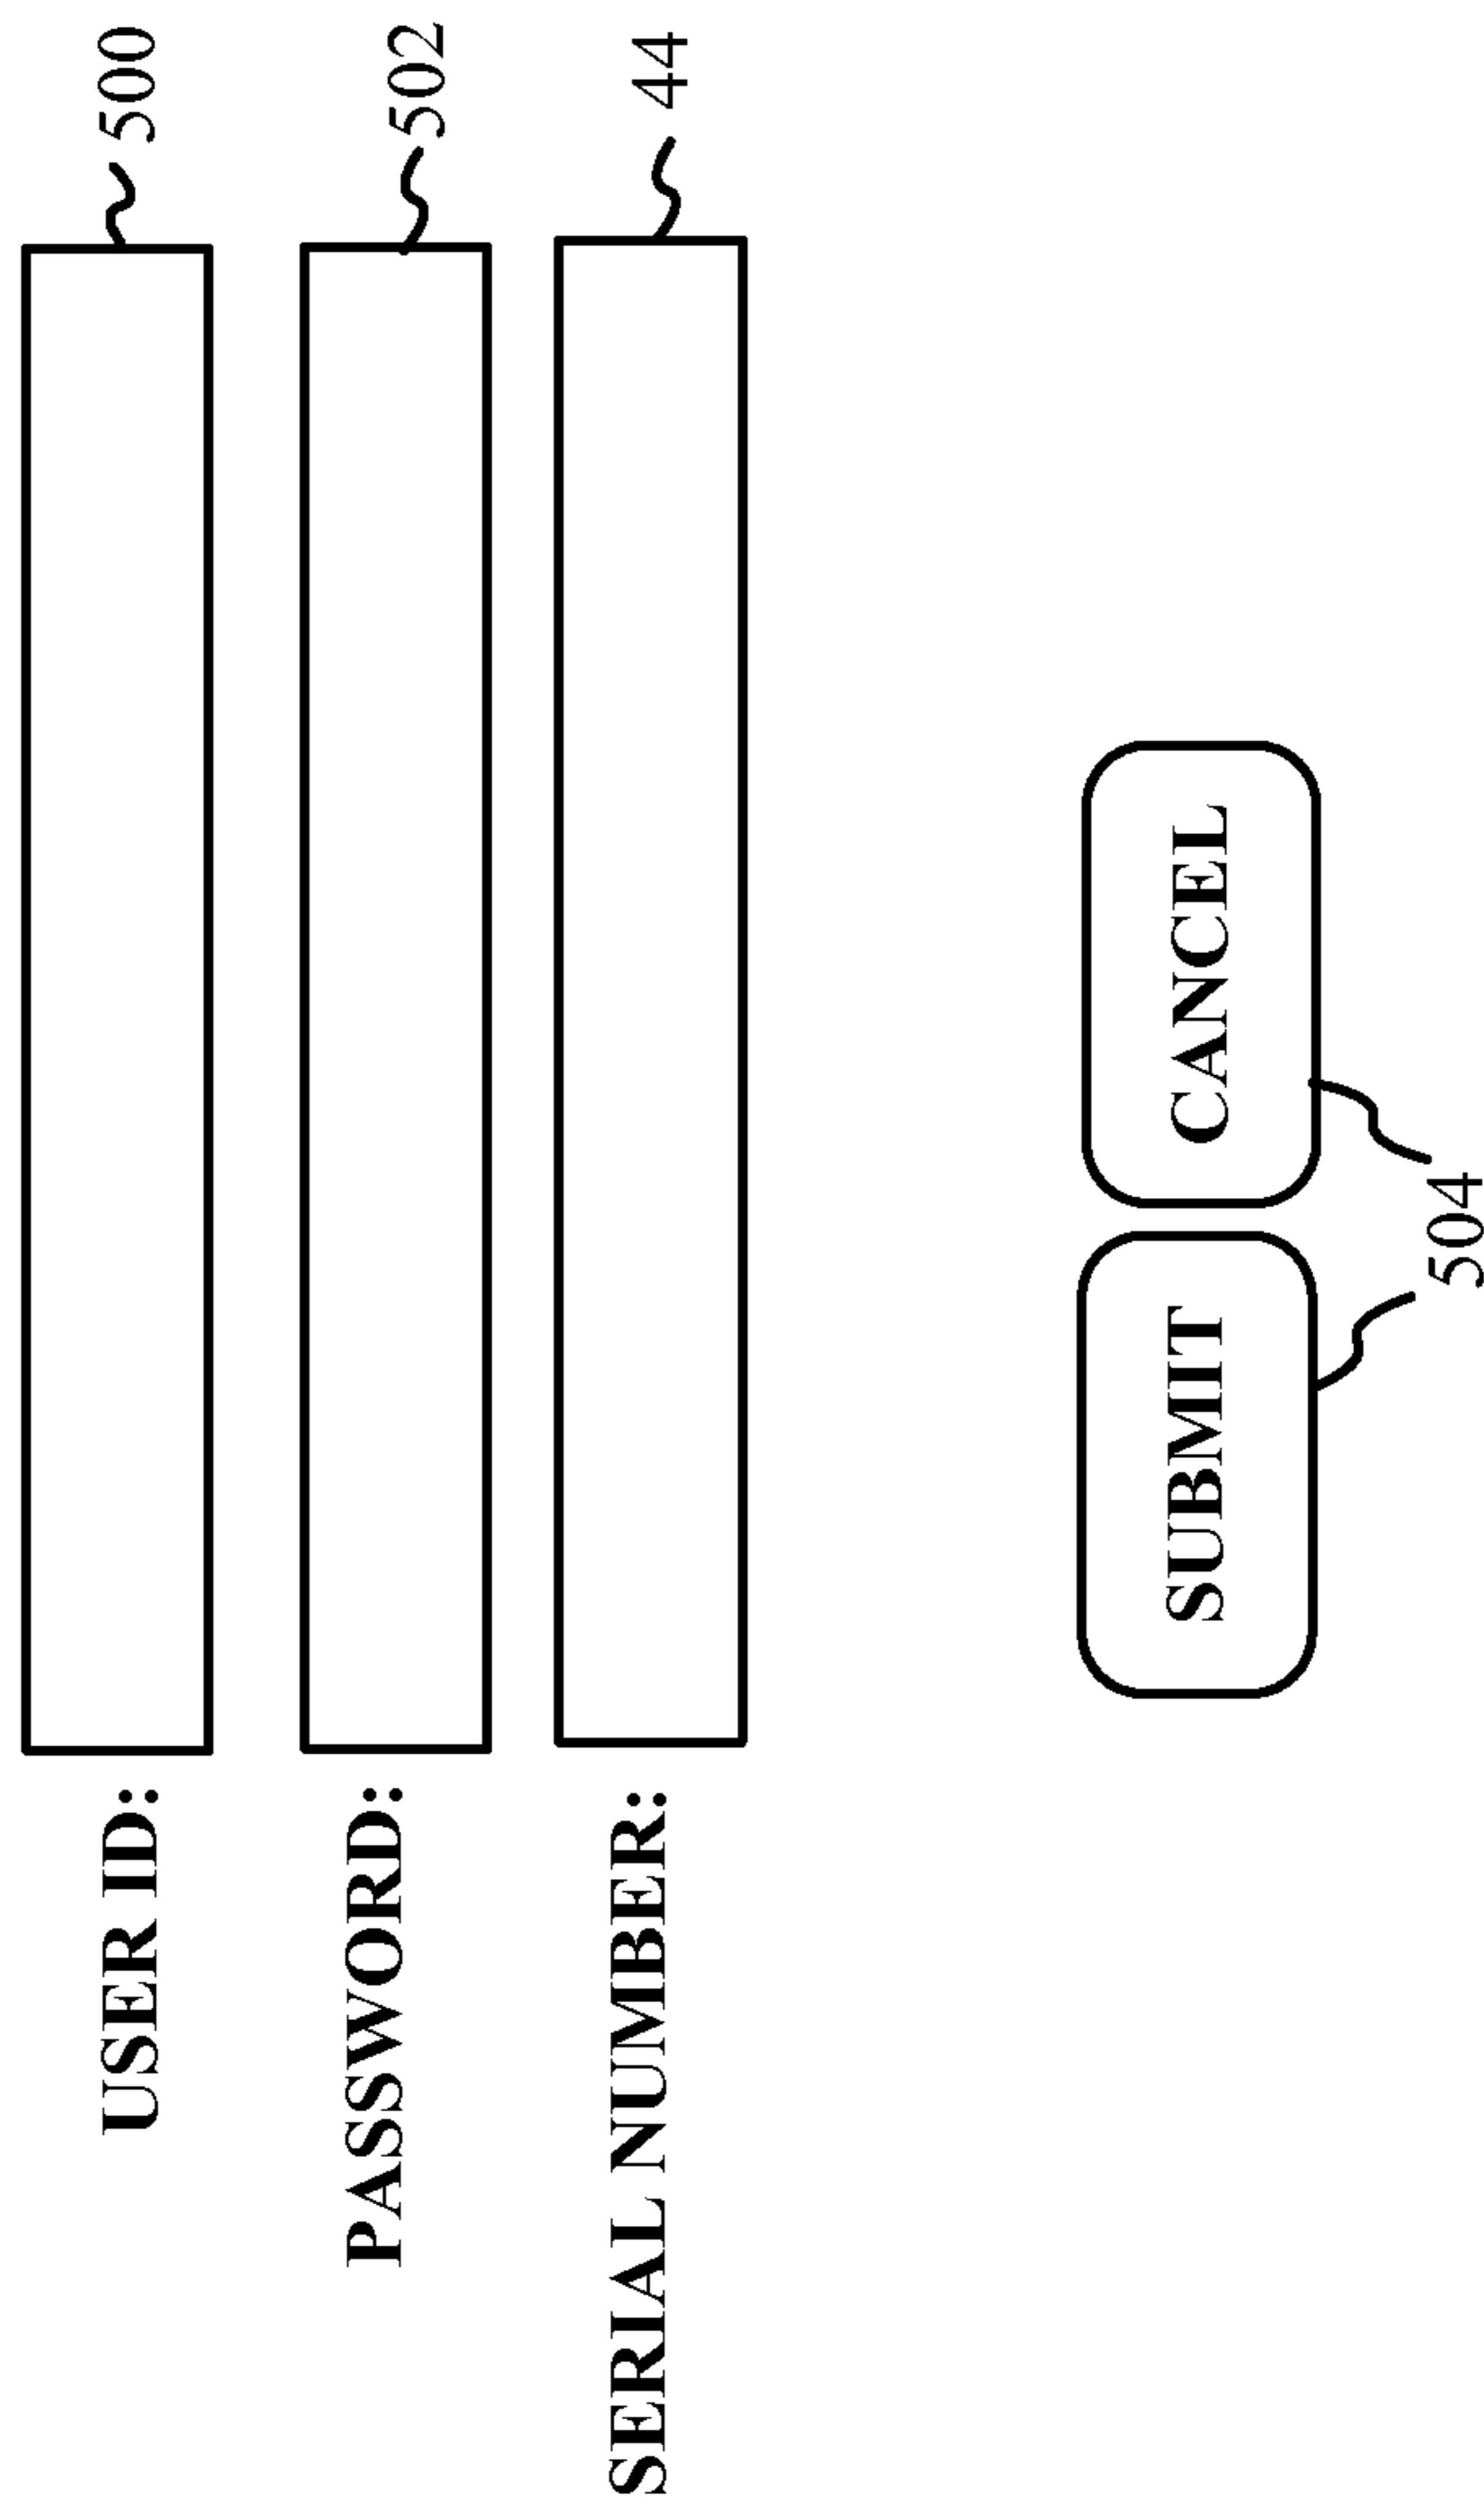 USER ID: 500
PASSWORD: 502
SERIAL NUMBER: 44
SUBMIT CANCEL
504